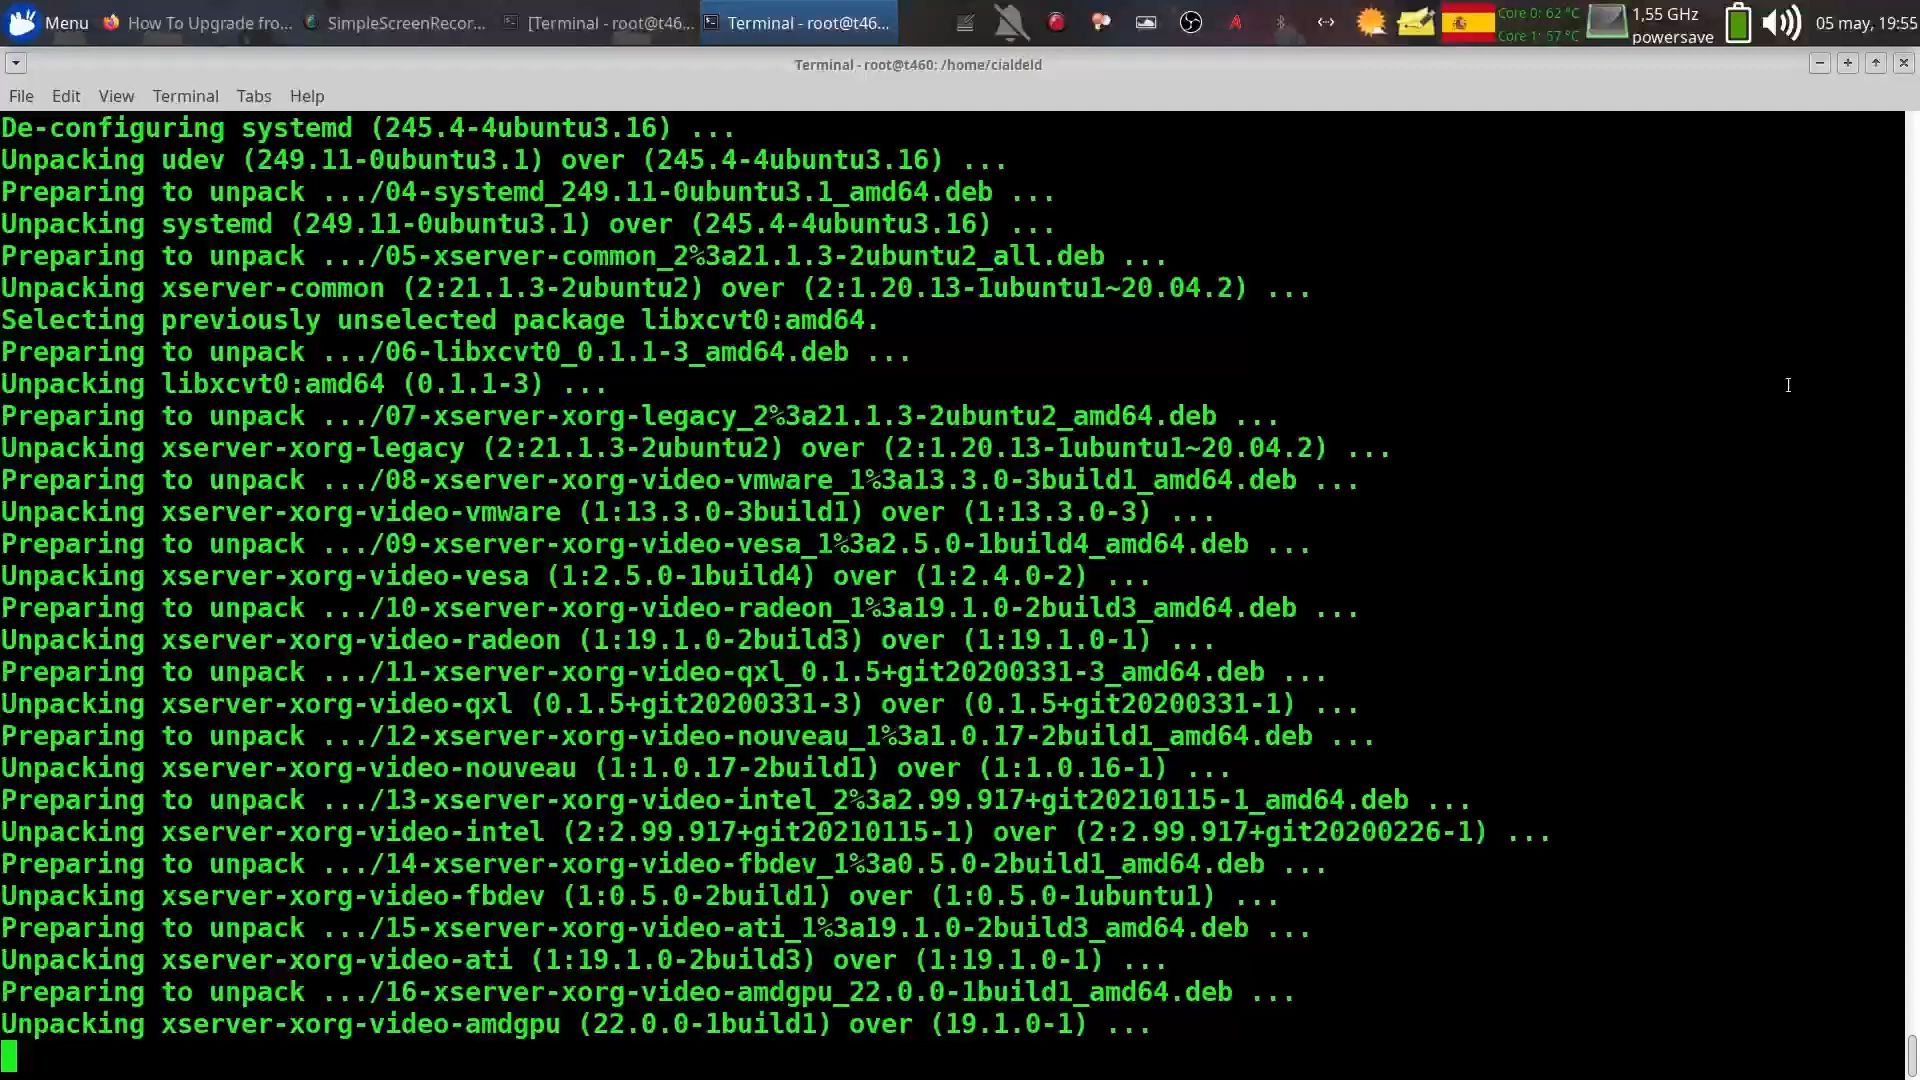 Menu How To Upgrade fro... SimpleScreenRecor... [Terminal - root@t46... Terminal - root@t46... Core 0: 62 °C Core 1: 57 °C 1,55 GHz powersave 05 may, 19:55
Terminal - root@t460: /home/cialdeld
File Edit View Terminal Tabs Help
De-configuring systemd (245.4-4ubuntu3.16) ...
Unpacking udev (249.11-0ubuntu3.1) over (245.4-4ubuntu3.16) ...
Preparing to unpack .../04-systemd_249.11-0ubuntu3.1_amd64.deb ...
Unpacking systemd (249.11-0ubuntu3.1) over (245.4-4ubuntu3.16) ...
Preparing to unpack .../05-xserver-common_2%3a21.1.3-2ubuntu2_all.deb ...
Unpacking xserver-common (2:21.1.3-2ubuntu2) over (2:1.20.13-1ubuntu1~20.04.2) ...
Selecting previously unselected package libxcvt0:amd64.
Preparing to unpack .../06-libxcvt0_0.1.1-3_amd64.deb ...
Unpacking libxcvt0:amd64 (0.1.1-3) ...
Preparing to unpack .../07-xserver-xorg-legacy_2%3a21.1.3-2ubuntu2_amd64.deb ...
Unpacking xserver-xorg-legacy (2:21.1.3-2ubuntu2) over (2:1.20.13-1ubuntu1~20.04.2) ...
Preparing to unpack .../08-xserver-xorg-video-vmware_1%3a13.3.0-3build1_amd64.deb ...
Unpacking xserver-xorg-video-vmware (1:13.3.0-3build1) over (1:13.3.0-3) ...
Preparing to unpack .../09-xserver-xorg-video-vesa_1%3a2.5.0-1build4_amd64.deb ...
Unpacking xserver-xorg-video-vesa (1:2.5.0-1build4) over (1:2.4.0-2) ...
Preparing to unpack .../10-xserver-xorg-video-radeon_1%3a19.1.0-2build3_amd64.deb ...
Unpacking xserver-xorg-video-radeon (1:19.1.0-2build3) over (1:19.1.0-1) ...
Preparing to unpack .../11-xserver-xorg-video-qxl_0.1.5+git20200331-3_amd64.deb ...
Unpacking xserver-xorg-video-qxl (0.1.5+git20200331-3) over (0.1.5+git20200331-1) ...
Preparing to unpack .../12-xserver-xorg-video-nouveau_1%3a1.0.17-2build1_amd64.deb ...
Unpacking xserver-xorg-video-nouveau (1:1.0.17-2build1) over (1:1.0.16-1) ...
Preparing to unpack .../13-xserver-xorg-video-intel_2%3a2.99.917+git20210115-1_amd64.deb ...
Unpacking xserver-xorg-video-intel (2:2.99.917+git20210115-1) over (2:2.99.917+git20200226-1) ...
Preparing to unpack .../14-xserver-xorg-video-fbdev_1%3a0.5.0-2build1_amd64.deb ...
Unpacking xserver-xorg-video-fbdev (1:0.5.0-2build1) over (1:0.5.0-1ubuntu1) ...
Preparing to unpack .../15-xserver-xorg-video-ati_1%3a19.1.0-2build3_amd64.deb ...
Unpacking xserver-xorg-video-ati (1:19.1.0-2build3) over (1:19.1.0-1) ...
Preparing to unpack .../16-xserver-xorg-video-amdgpu_22.0.0-1build1_amd64.deb ...
Unpacking xserver-xorg-video-amdgpu (22.0.0-1build1) over (19.1.0-1) ...